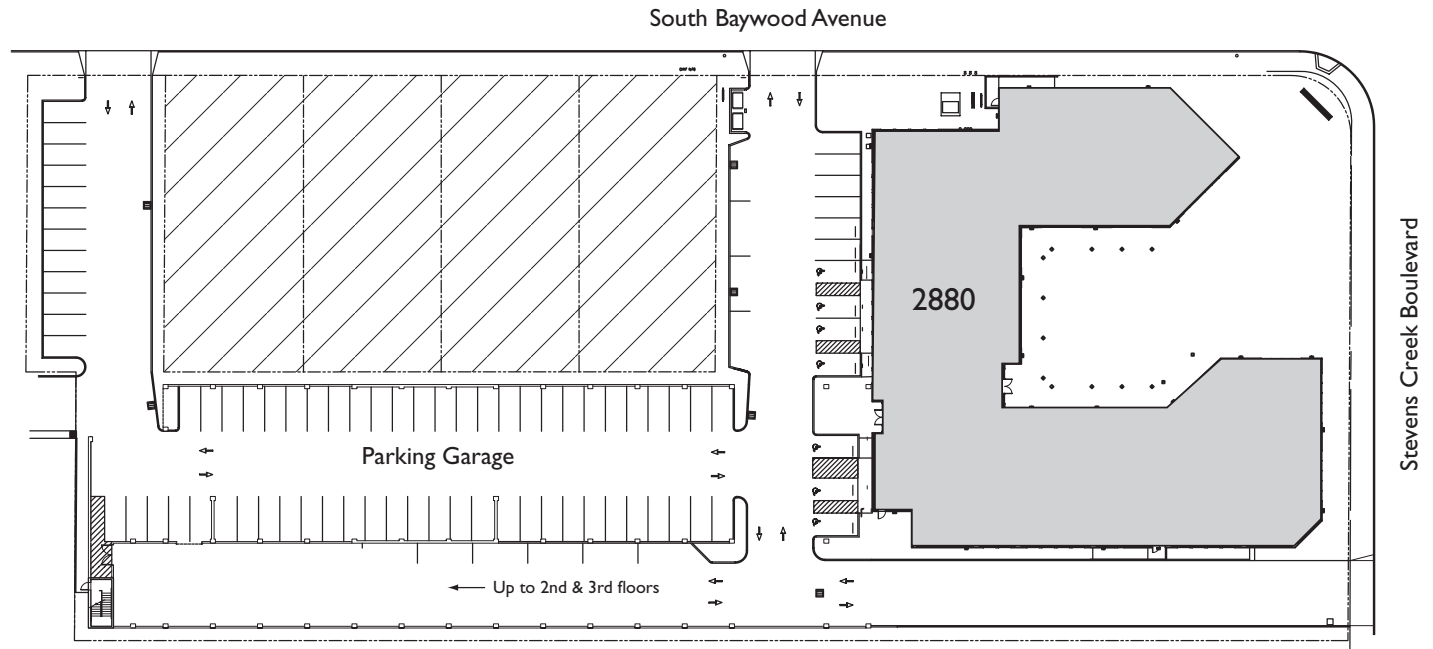 South Baywood Avenue
2880
Stevens Creek Boulevard
Parking Garage
Up to 2nd & 3rd floors